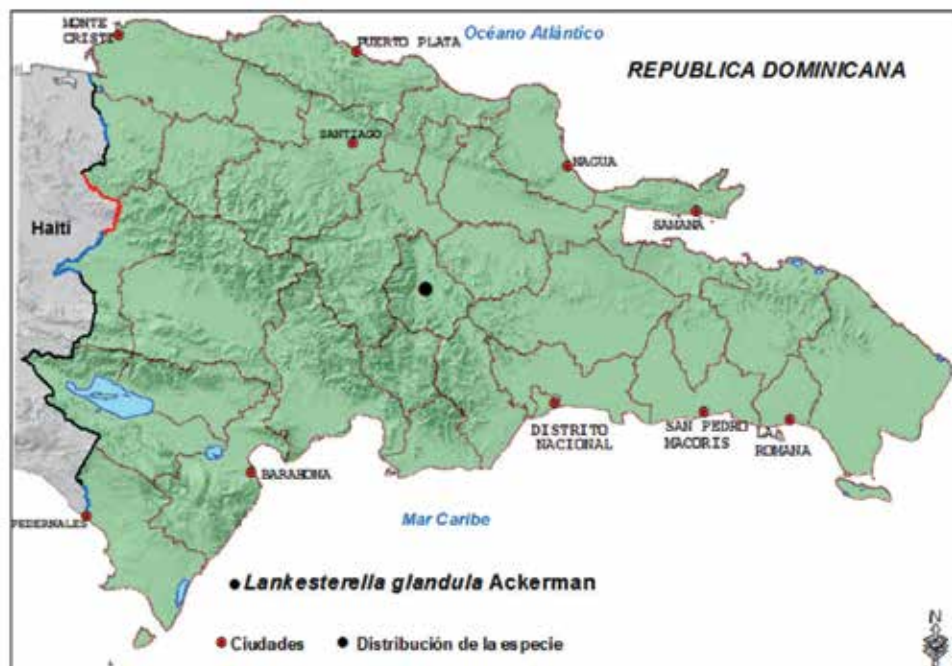 MONTE
CRISTI
PUERTO PLATA
Océano Atlántico
REPUBLICA DOMINICANA
SANTIAGO
NAGUA
SAMANA
Haití
DISTRITO
NACIONAL
SAN PEDRO
MACORIS
LA
ROMANA
BARAHONA
PEDERNALES
Mar Caribe
Lankesterella glandula Ackerman
Ciudades
Distribución de la especie
N